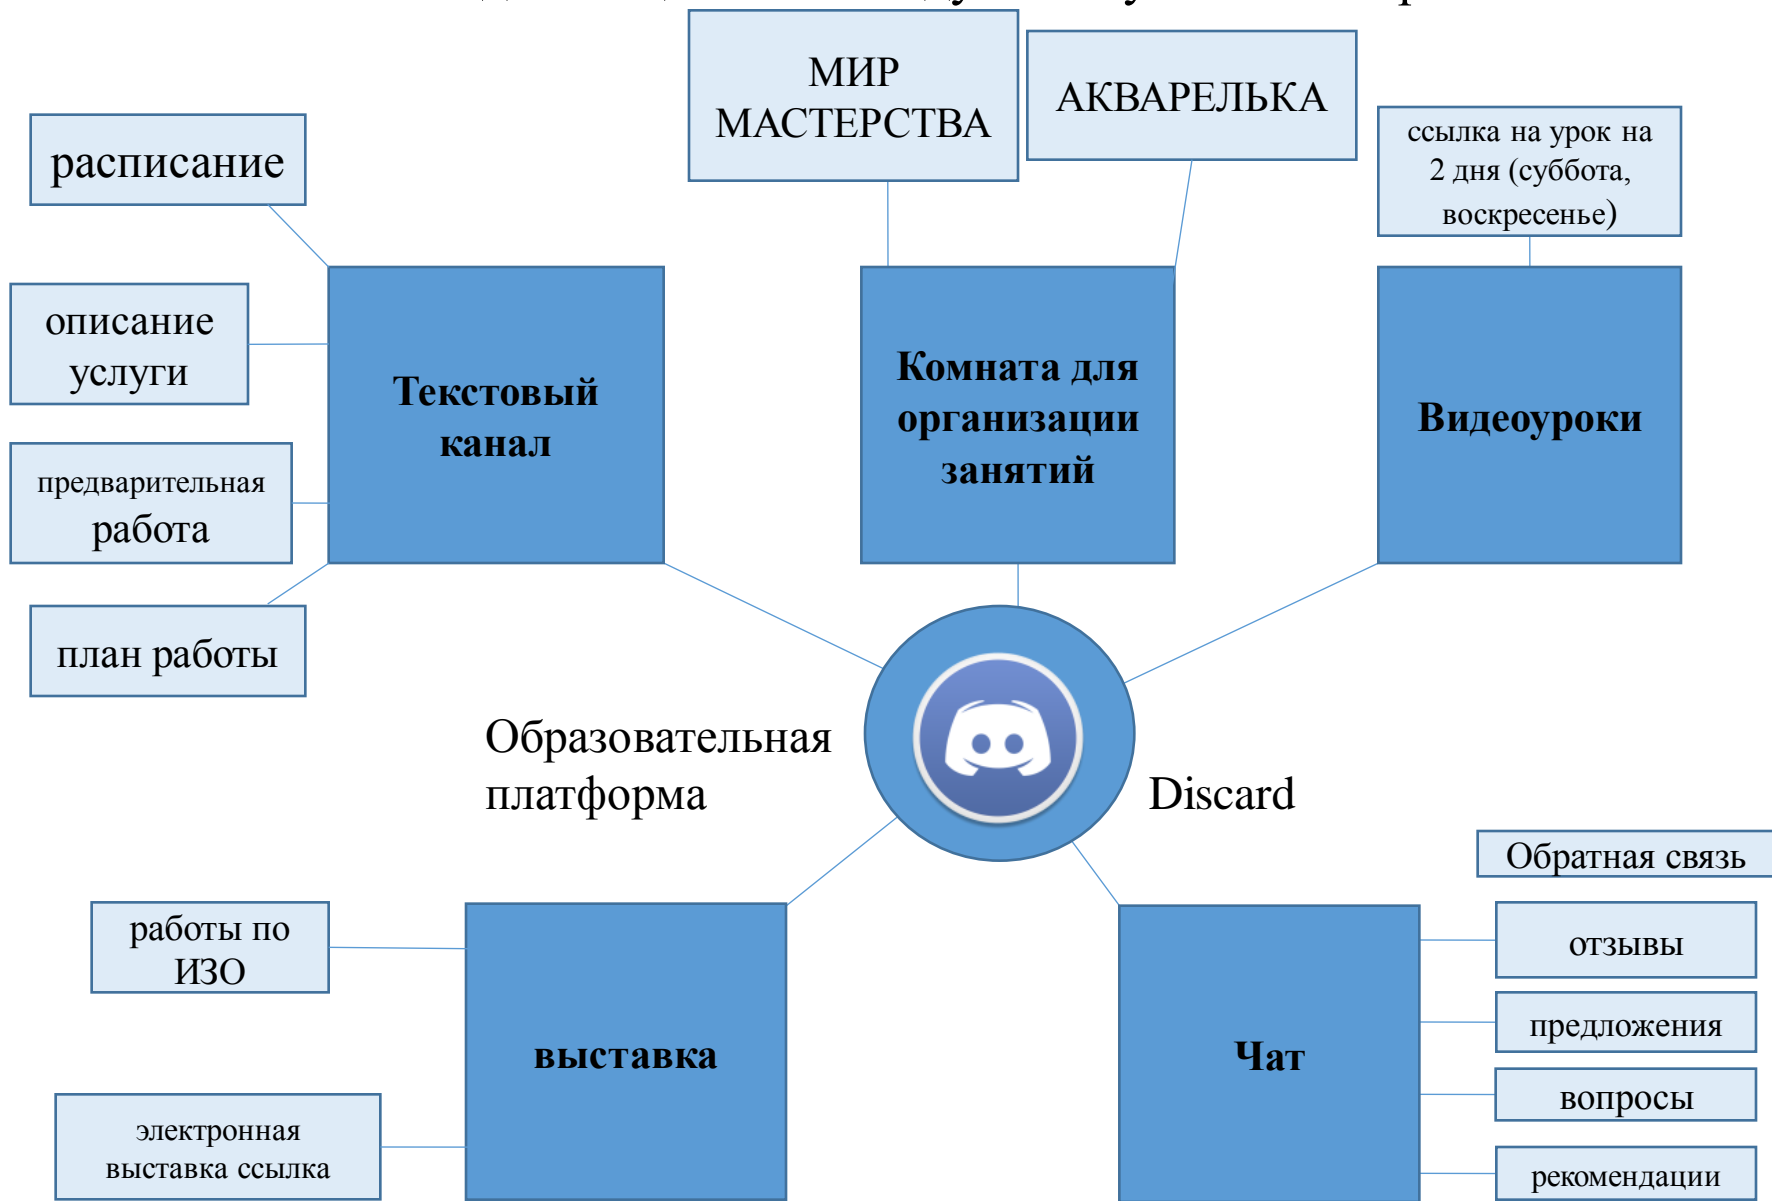 МИР
МАСТЕРСТВА
АКВАРЕЛЬКА
ссылка на урок на
2 дня (суббота,
воскресенье)
расписание
описание
услуги
предварительная
работа
план работы
Текстовый
канал
Комната для
организации
занятий
Видеоуроки
Образовательная
платформа
Discard
Обратная связь
работы по
ИЗО
электронная
выставка ссылка
выставка
Чат
отзывы
предложения
вопросы
рекомендации